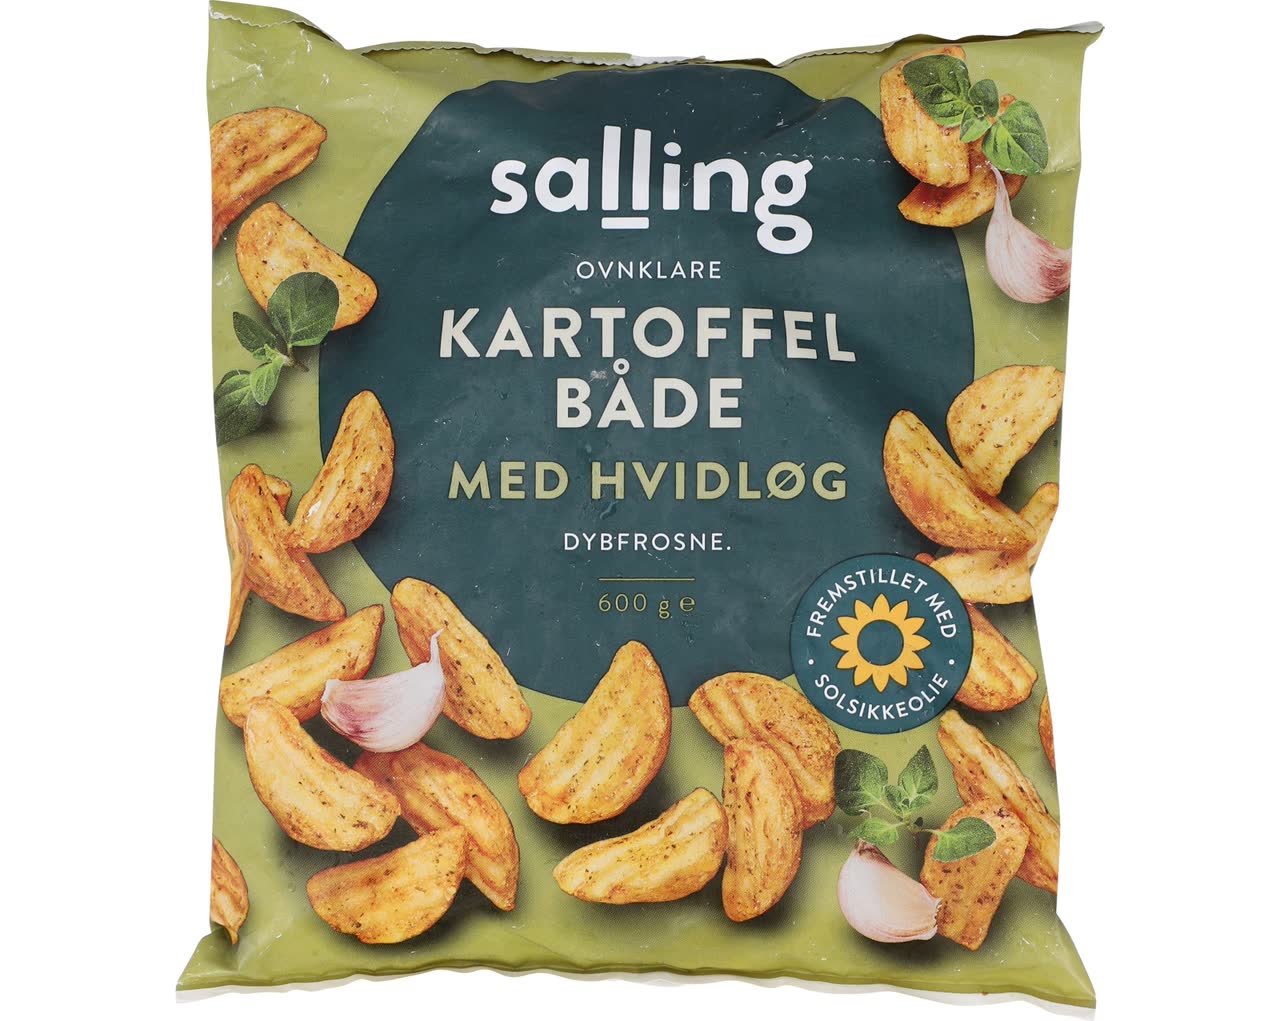 salling
OVNKLARE
KARTOFFEL
BÅDE
MED HVIDLØG
DYBFROSNE.
600 g e
FREMSTILLET MED
• SOLSIKKEOLIE •